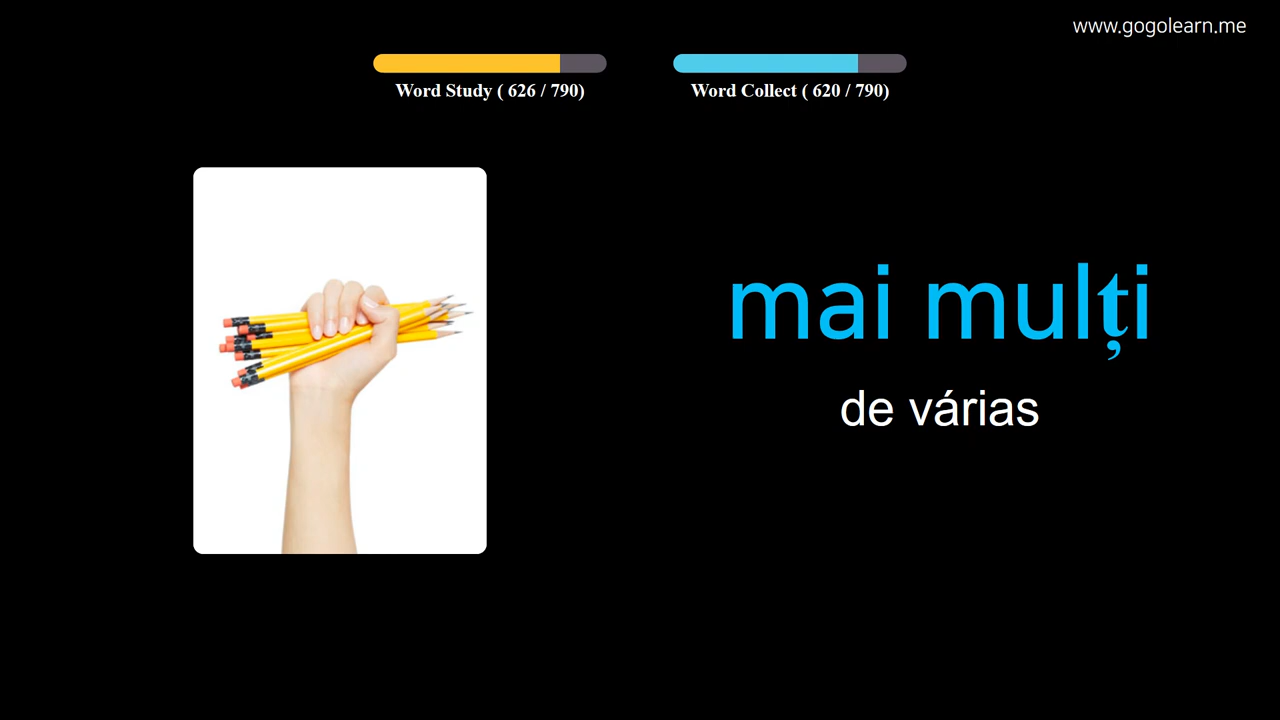 www.gogolearn.me
Word Study ( 626 / 790)
Word Collect ( 620 / 790)
mai mulți
de várias